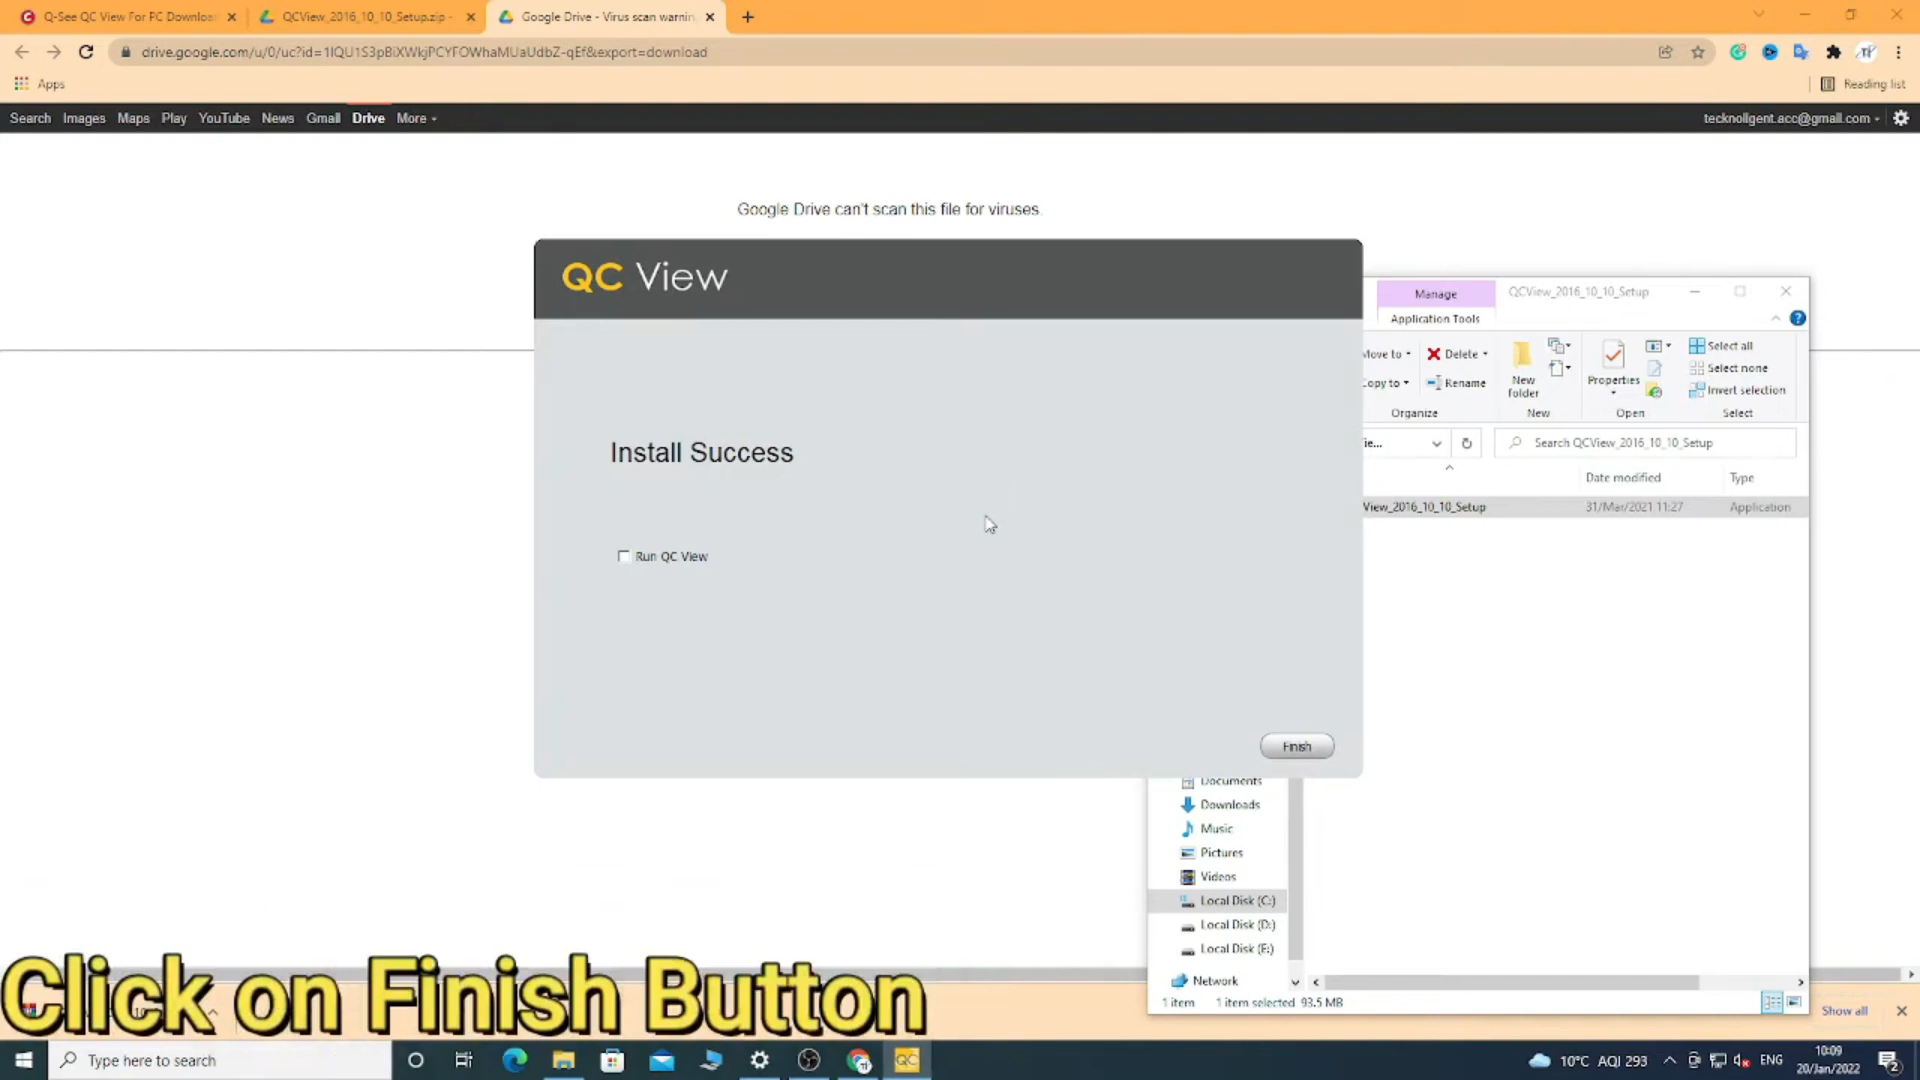 Q-See QC View For PC Downloa
QCView_2016_10_10_Setup.zip -
Google Drive - Virus scan warnin
drive.google.com/u/0/uc?id=1IQU1S3pBiXWkjPCYFOWhaMUaUdbZ-qEf&export=download
Apps
Reading list
Search Images Maps Play YouTube News Gmail Drive More
tecknollgent.acc@gmail.com
Google Drive can't scan this file for viruses.
QC View
Install Success
Run QC View
Finish
Manage
QCView_2016_10_10_Setup
Application Tools
Move to
Delete
Copy to
Rename
New folder
Properties
Select all
Select none
Invert selection
Organize New Open Select
ie...
Search QCView_2016_10_10_Setup
Date modified Type
View_2016_10_10_Setup 31/Mar/2021 11:27 Application
Documents
Downloads
Music
Pictures
Videos
Local Disk (C:)
Local Disk (D:)
Local Disk (E:)
Network
1 item 1 item selected 93.5 MB
Click on Finish Button
Show all
Type here to search
QC
10°C AQI 293
ENG
10:09
20/Jan/2022
2